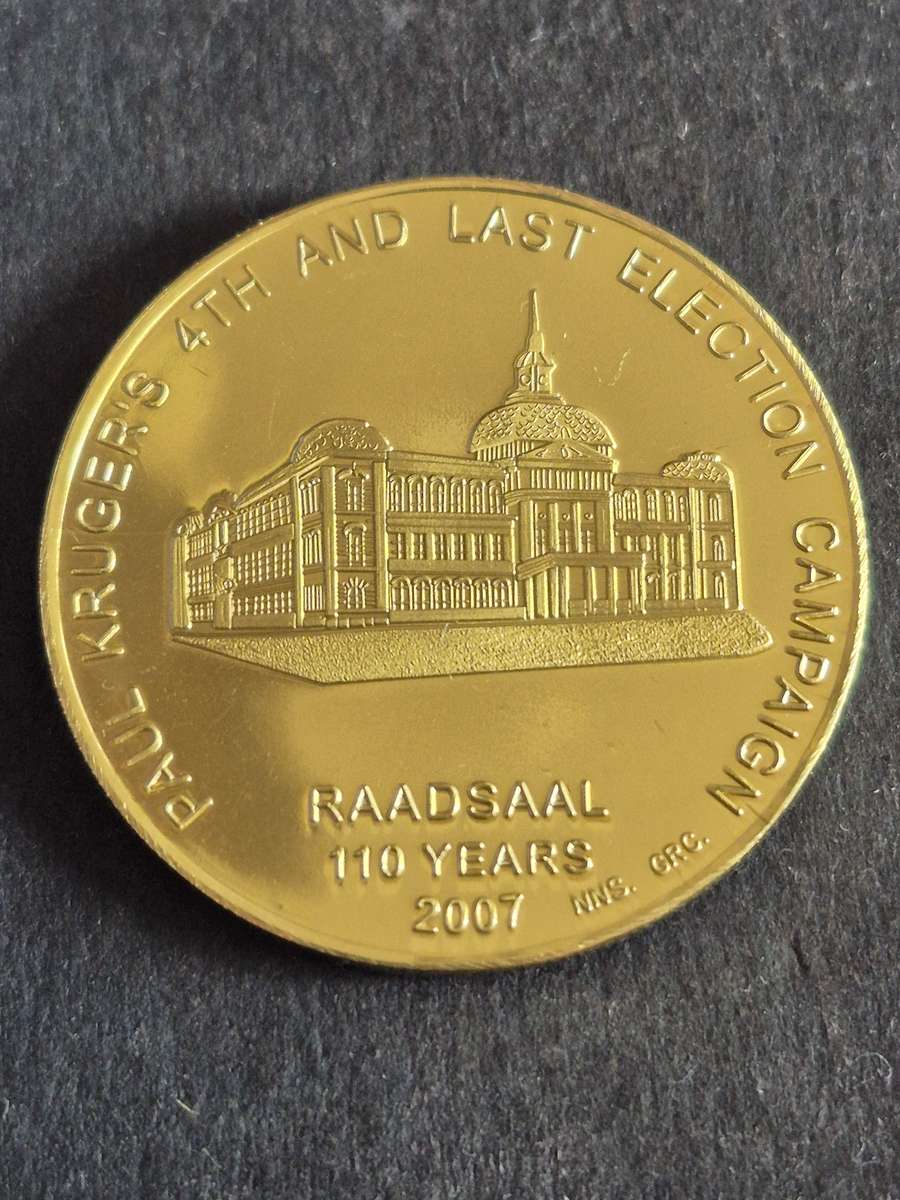 PAUL KRUGER'S 4TH AND LAST ELECTION CAMPAIGN
RAADSAAL
110 YEARS
2007
NNS. GRC.